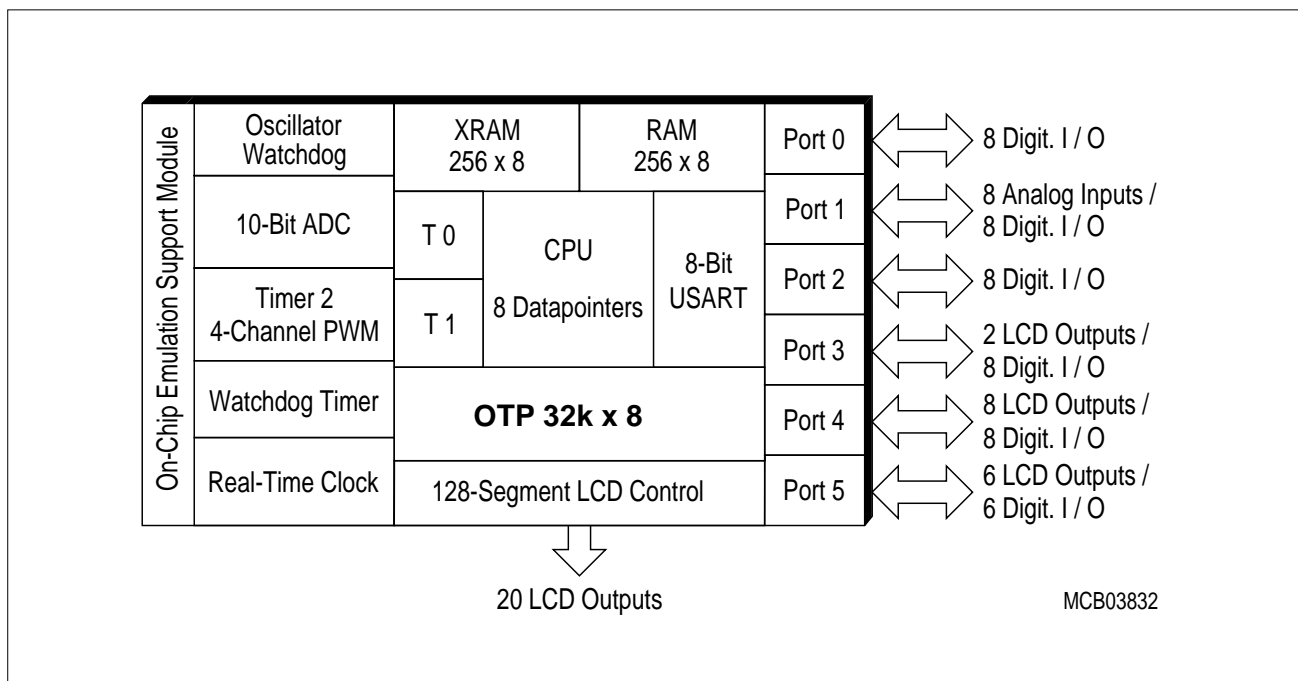 On-Chip Emulation Support Module
Oscillator
Watchdog
10-Bit ADC
Timer 2
4-Channel PWM
Watchdog Timer
Real-Time Clock
XRAM
256 x 8
RAM
256 x 8
T 0
T 1
CPU
8 Datapointers
8-Bit
USART
OTP 32k x 8
128-Segment LCD Control
Port 0
Port 1
Port 2
Port 3
Port 4
Port 5
8 Digit. I / O
8 Analog Inputs /
8 Digit. I / O
8 Digit. I / O
2 LCD Outputs /
8 Digit. I / O
8 LCD Outputs /
8 Digit. I / O
6 LCD Outputs /
6 Digit. I / O
20 LCD Outputs
MCB03832